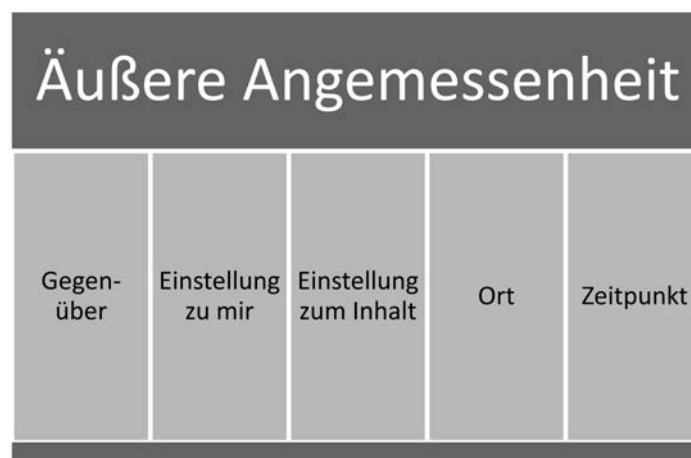 Äußere Angemessenheit
Gegen-
über
Einstellung
zu mir
Einstellung
zum Inhalt
Ort
Zeitpunkt